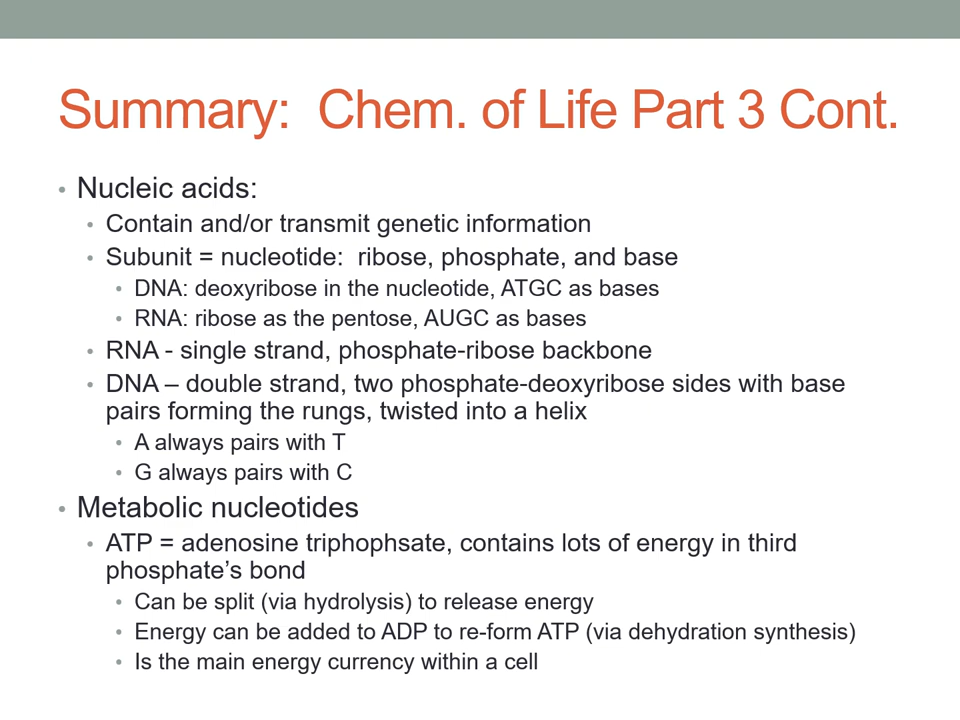 Summary:  Chem. of Life Part 3 Cont.
• Nucleic acids:
• Contain and/or transmit genetic information
• Subunit = nucleotide:  ribose, phosphate, and base
• DNA: deoxyribose in the nucleotide, ATGC as bases
• RNA: ribose as the pentose, AUGC as bases
• RNA - single strand, phosphate-ribose backbone
• DNA – double strand, two phosphate-deoxyribose sides with base
pairs forming the rungs, twisted into a helix
• A always pairs with T
• G always pairs with C
• Metabolic nucleotides
• ATP = adenosine triphophsate, contains lots of energy in third
phosphate’s bond
• Can be split (via hydrolysis) to release energy
• Energy can be added to ADP to re-form ATP (via dehydration synthesis)
• Is the main energy currency within a cell